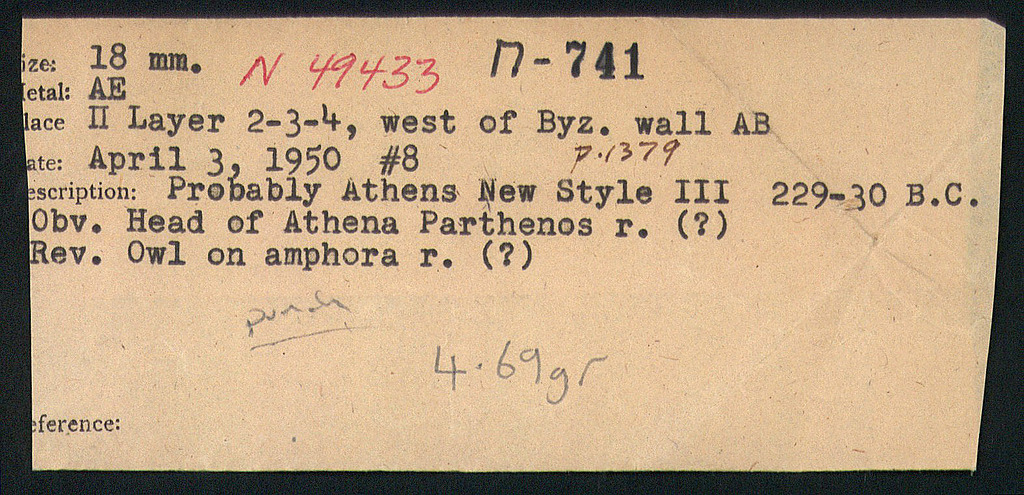 ize: 18 mm. N 49433 Π-741
etal: AE
lace II Layer 2-3-4, west of Byz. wall AB
ate: April 3, 1950 #8 p.1379
escription: Probably Athens New Style III 229-30 B.C.
Obv. Head of Athena Parthenos r. (?)
Rev. Owl on amphora r. (?)
4.69gr
eference: